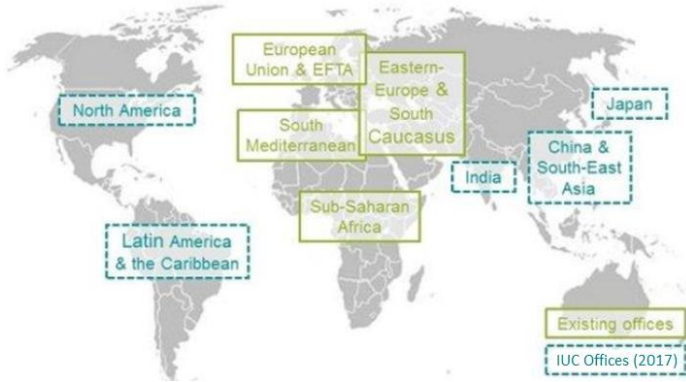 European
Union & EFTA
Eastern-
Europe &
South
Caucasus
North America
Japan
South
Mediterranean
China &
South-East
Asia
India
Sub-Saharan
Africa
Latin America
& the Caribbean
Existing offices
IUC Offices (2017)